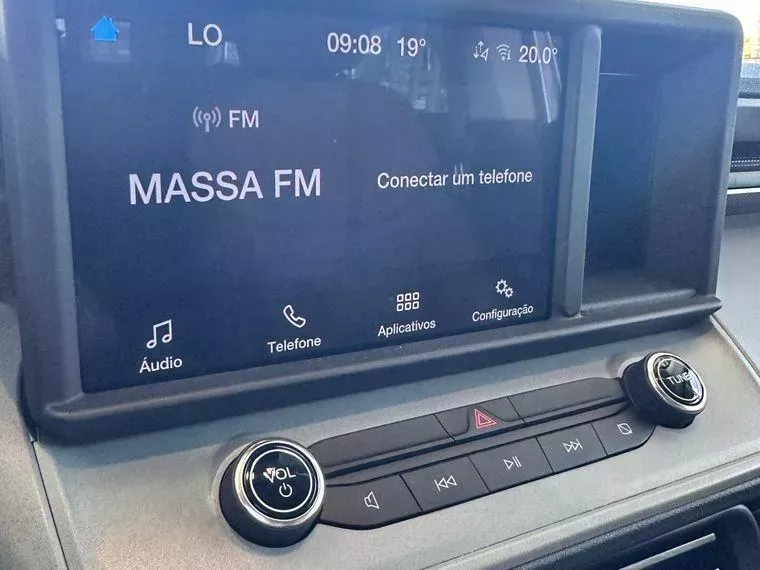 LO 09:08 19° 20.0°
FM
MASSA FM
Conectar um telefone
Áudio
Telefone
Aplicativos
Configuração
VOL
TUNE